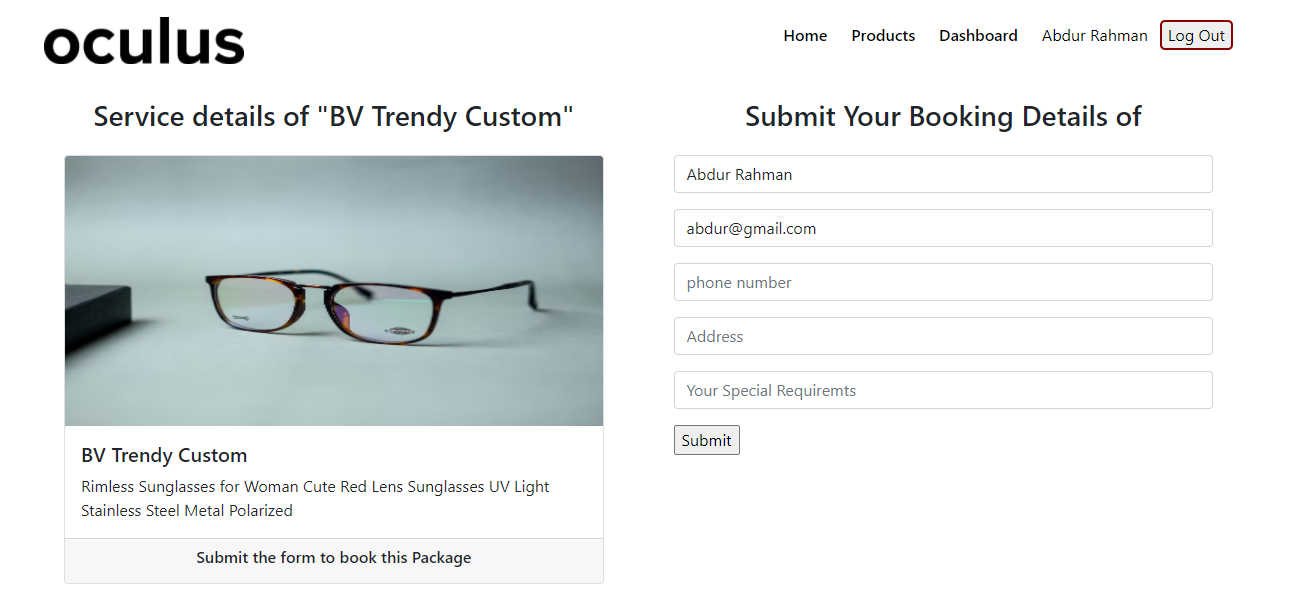 oculus
Home Products Dashboard Abdur Rahman Log Out
Service details of "BV Trendy Custom"
BV Trendy Custom
Rimless Sunglasses for Woman Cute Red Lens Sunglasses UV Light
Stainless Steel Metal Polarized
Submit the form to book this Package
Submit Your Booking Details of
Abdur Rahman
abdur@gmail.com
phone number
Address
Your Special Requiremts
Submit